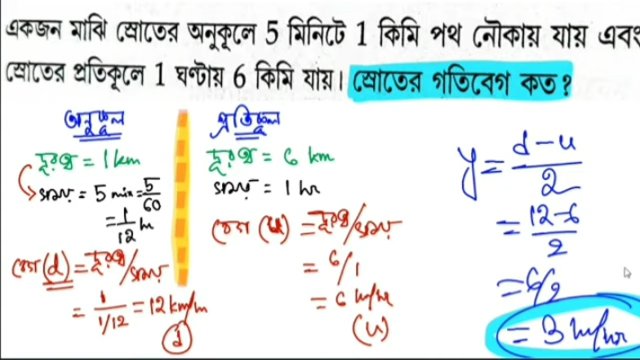 একজন মাঝি স্রোতের অনুকূলে 5 মিনিটে 1 কিমি পথ নৌকায় যায় এবং
স্রোতের প্রতিকূলে 1 ঘণ্টায় 6 কিমি যায়। স্রোতের গতিবেগ কত?
অনুকূল
দূরত্ব = 1 km
সময় = 5 min = 5/60
= 1/12 hr
বেগ (d) = দূরত্ব/সময়
= 1/1/12 = 12 km/hr
(d)
প্রতিকূল
দূরত্ব = 6 km
সময় = 1 hr
বেগ (u) = দূরত্ব/সময়
= 6/1
= 6 km/hr
(u)
y = d-u/2
= 12-6/2
= 6/2
= 3 km/hr